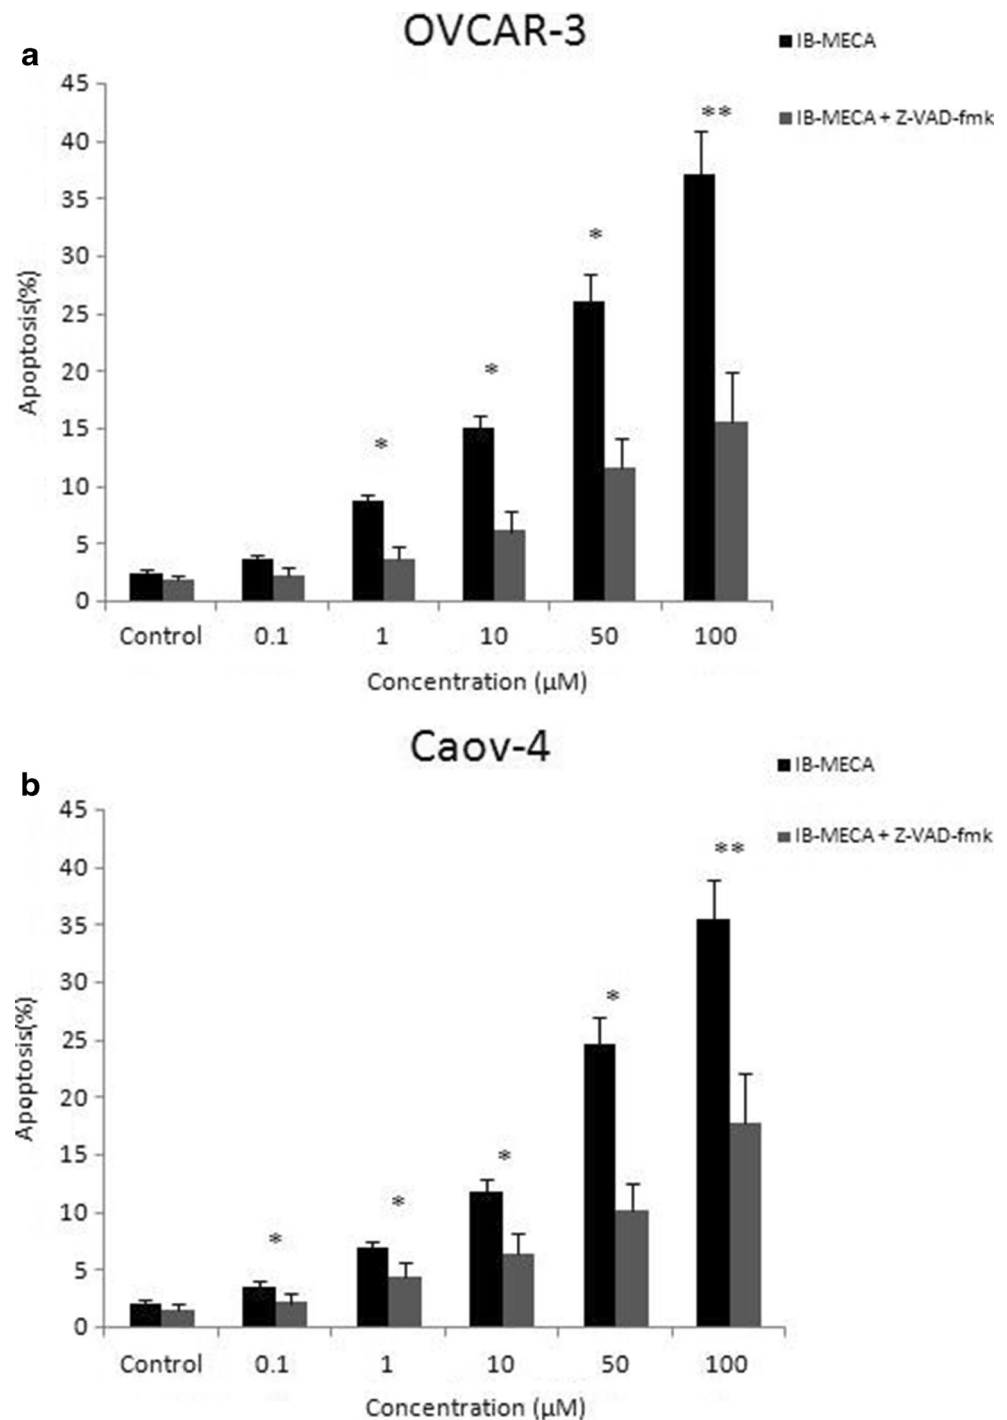 a
OVCAR-3
IB-MECA
IB-MECA + Z-VAD-fmk
Apoptosis(%)
45
40
35
30
25
20
15
10
5
0
**
*
*
*
Control 0.1 1 10 50 100
Concentration (µM)
b
Caov-4
IB-MECA
IB-MECA + Z-VAD-fmk
Apoptosis(%)
45
40
35
30
25
20
15
10
5
0
**
*
*
*
*
Control 0.1 1 10 50 100
Concentration (µM)